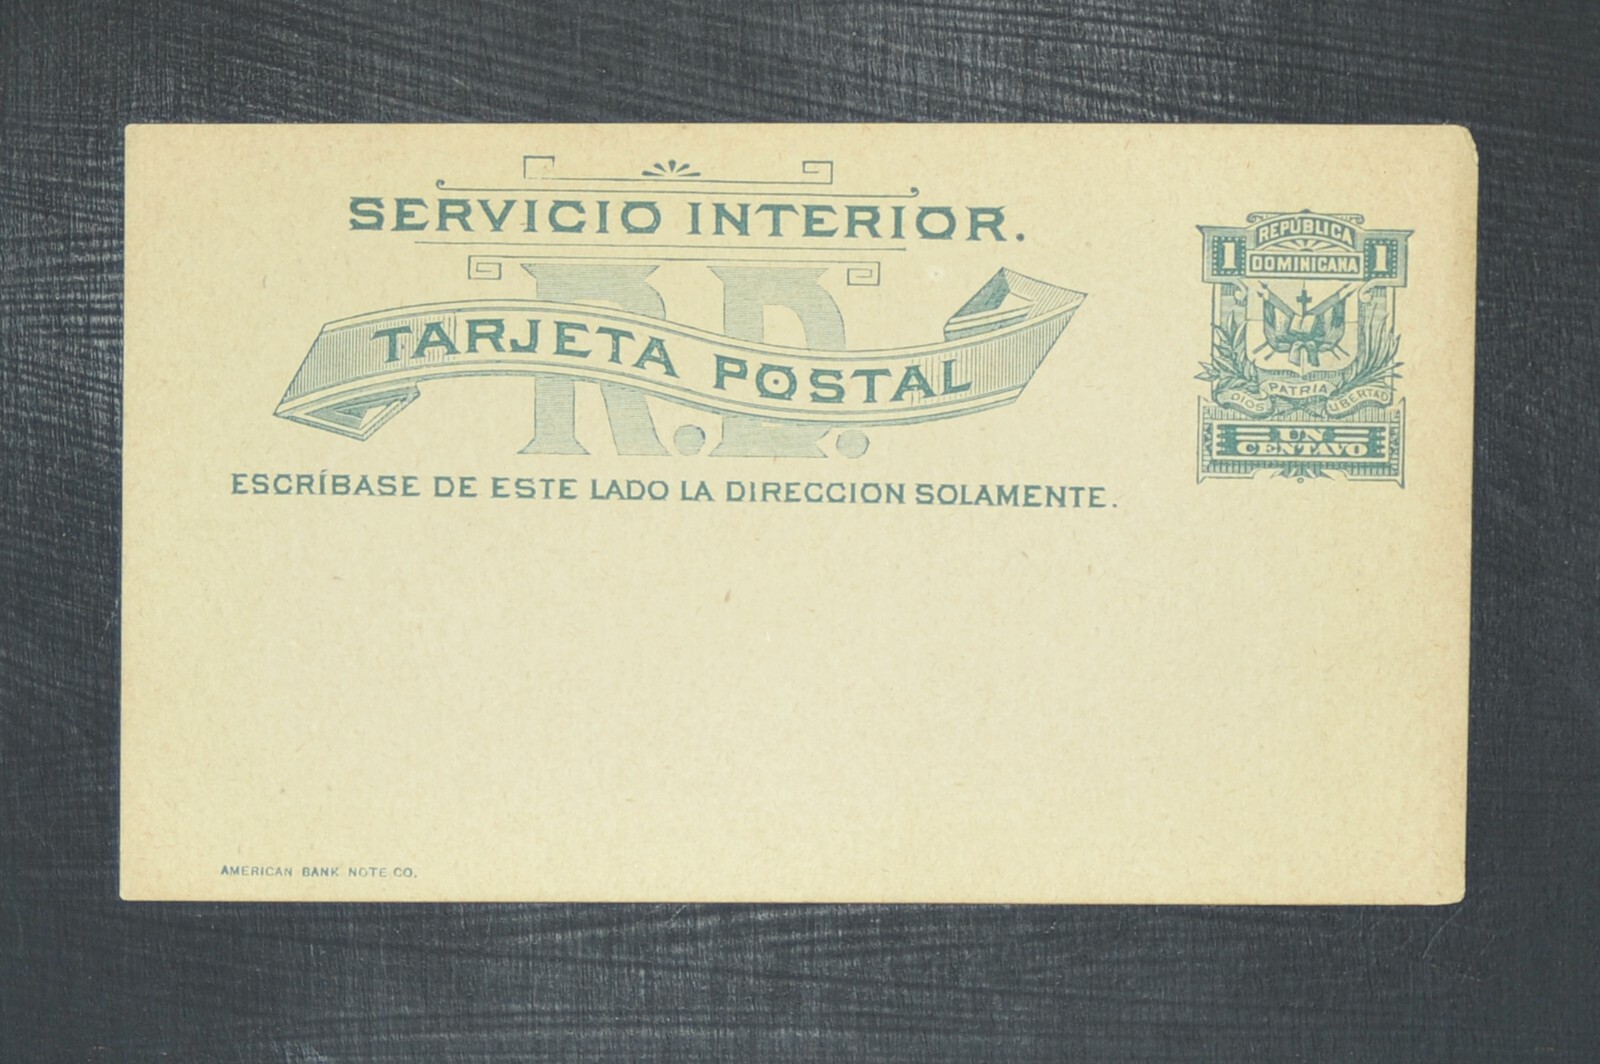 SERVICIO INTERIOR.
R.D.
TARJETA POSTAL
ESCRÍBASE DE ESTE LADO LA DIRECCION SOLAMENTE.
1 REPUBLICA 1
DOMINICANA
DIOS PATRIA LIBERTAD
UN
CENTAVO
AMERICAN BANK NOTE CO.